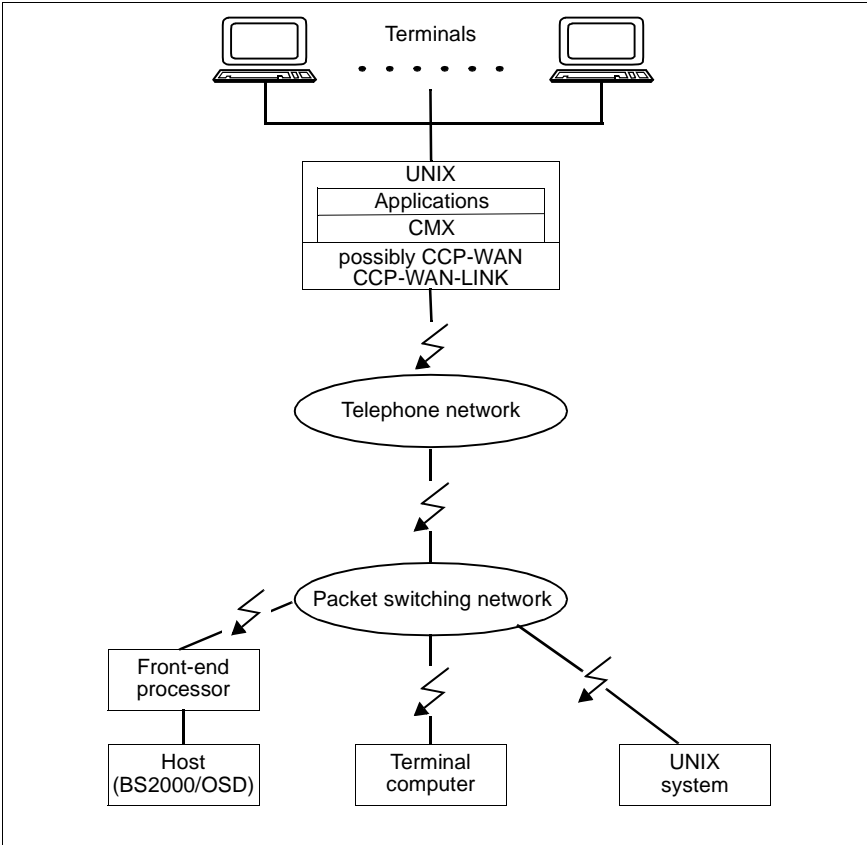 Terminals
UNIX
Applications
CMX
possibly CCP-WAN
CCP-WAN-LINK
Telephone network
Packet switching network
Front-end
processor
Host
(BS2000/OSD)
Terminal
computer
UNIX
system